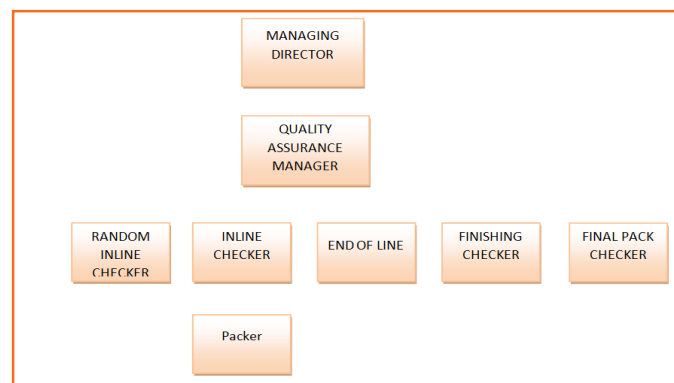 MANAGING
DIRECTOR
QUALITY
ASSURANCE
MANAGER
RANDOM
INLINE
CHECKER
INLINE
CHECKER
END OF LINE
FINISHING
CHECKER
FINAL PACK
CHECKER
Packer